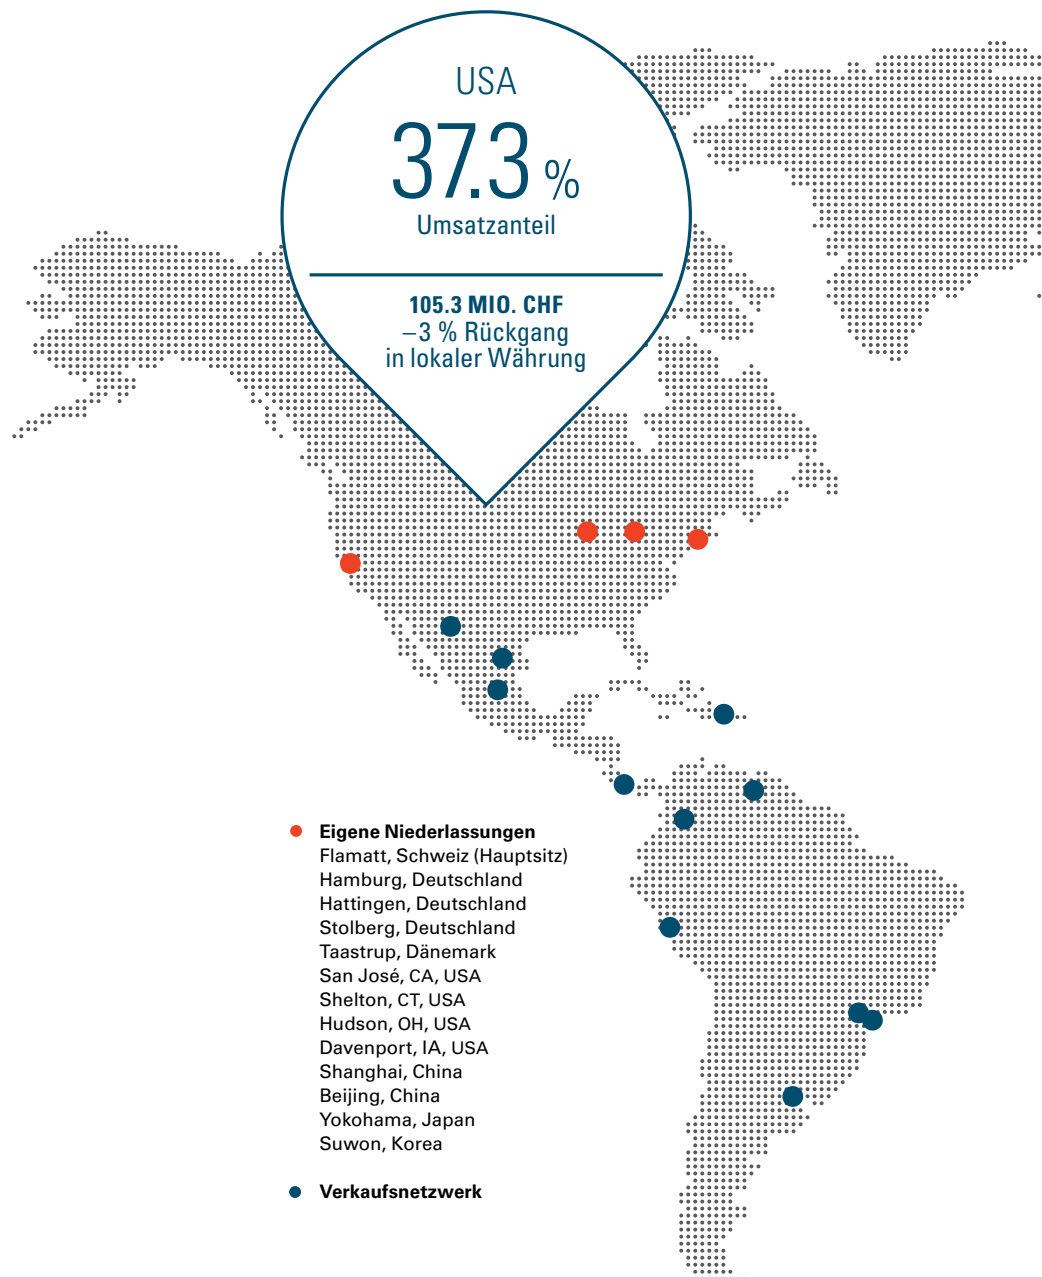 USA
37.3 %
Umsatzanteil
105.3 MIO. CHF
–3 % Rückgang
in lokaler Währung
Eigene Niederlassungen
Flamatt, Schweiz (Hauptsitz)
Hamburg, Deutschland
Hattingen, Deutschland
Stolberg, Deutschland
Taastrup, Dänemark
San José, CA, USA
Shelton, CT, USA
Hudson, OH, USA
Davenport, IA, USA
Shanghai, China
Beijing, China
Yokohama, Japan
Suwon, Korea
Verkaufsnetzwerk